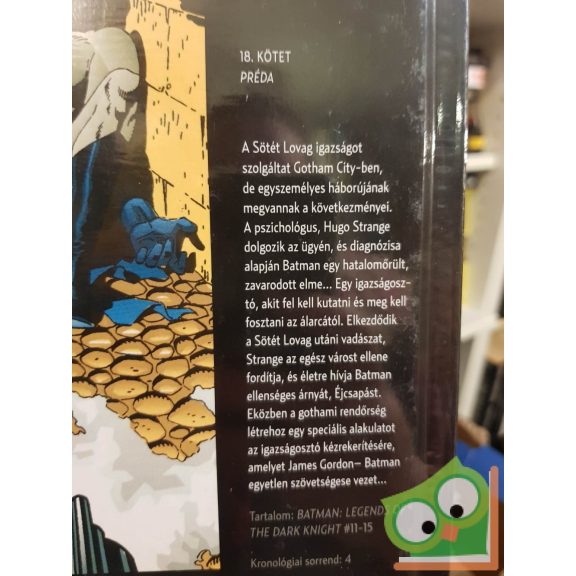 18. KÖTET
PRÉDA
A Sötét Lovag igazságot
szolgáltat Gotham City-ben,
de egyszemélyes háborújának
megvannak a következményei.
A pszichológus, Hugo Strange
dolgozik az ügyén, és diagnózisa
alapján Batman egy hatalomőrült,
zavarodott elme... Egy igazságosz-
tó, akit fel kell kutatni és meg kell
fosztani az álarcától. Elkezdődik
a Sötét Lovag utáni vadászat,
Strange az egész várost ellene
fordítja, és életre hívja Batman
ellenséges árnyát, Éjcsapást.
Eközben a gothami rendőrség
létrehoz egy speciális alakulatot
az igazságosztó kézrekerítésére,
amelyet James Gordon– Batman
egyetlen szövetségese vezet...
Tartalom: BATMAN: LEGENDS
THE DARK KNIGHT #11-15
Kronológiai sorrend: 4